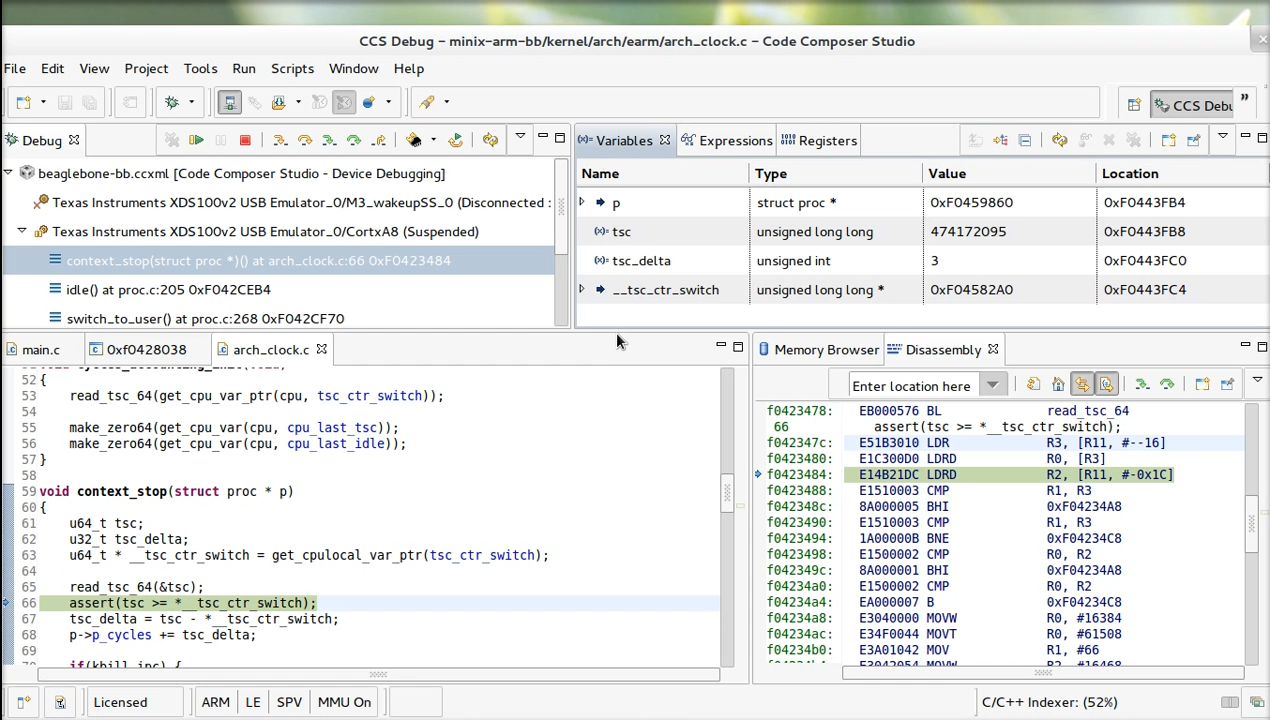 CCS Debug - minix-arm-bb/kernel/arch/earm/arch_clock.c - Code Composer Studio
File Edit View Project Tools Run Scripts Window Help
CCS Debu »
Debug
beaglebone-bb.ccxml [Code Composer Studio - Device Debugging]
Texas Instruments XDS100v2 USB Emulator_0/M3_wakeupSS_0 (Disconnected :
Texas Instruments XDS100v2 USB Emulator_0/CortxA8 (Suspended)
context_stop(struct proc *)() at arch_clock.c:66 0xF0423484
idle() at proc.c:205 0xF042CEB4
switch_to_user() at proc.c:268 0xF042CF70
(x)= Variables Expressions Registers
Name Type Value Location
p struct proc * 0xF0459860 0xF0443FB4
(x)= tsc unsigned long long 474172095 0xF0443FB8
(x)= tsc_delta unsigned int 3 0xF0443FC0
__tsc_ctr_switch unsigned long long * 0xF04582A0 0xF0443FC4
main.c 0xf0428038 arch_clock.c
52 {
53 read_tsc_64(get_cpu_var_ptr(cpu, tsc_ctr_switch));
54
55 make_zero64(get_cpu_var(cpu, cpu_last_tsc));
56 make_zero64(get_cpu_var(cpu, cpu_last_idle));
57 }
58
59 void context_stop(struct proc * p)
60 {
61 u64_t tsc;
62 u32_t tsc_delta;
63 u64_t * __tsc_ctr_switch = get_cpulocal_var_ptr(tsc_ctr_switch);
64
65 read_tsc_64(&tsc);
66 assert(tsc >= *__tsc_ctr_switch);
67 tsc_delta = tsc - *__tsc_ctr_switch;
68 p->p_cycles += tsc_delta;
69
70 if(kbill_ipc) {
Memory Browser Disassembly
Enter location here
f0423478: EB000576 BL read_tsc_64
66 assert(tsc >= *__tsc_ctr_switch);
f042347c: E51B3010 LDR R3, [R11, #--16]
f0423480: E1C300D0 LDRD R0, [R3]
f0423484: E14B21DC LDRD R2, [R11, #-0x1C]
f0423488: E1510003 CMP R1, R3
f042348c: 8A000005 BHI 0xF04234A8
f0423490: E1510003 CMP R1, R3
f0423494: 1A00000B BNE 0xF04234C8
f0423498: E1500002 CMP R0, R2
f042349c: 8A000001 BHI 0xF04234A8
f04234a0: E1500002 CMP R0, R2
f04234a4: EA000007 B 0xF04234C8
f04234a8: E3040000 MOVW R0, #16384
f04234ac: E34F0044 MOVT R0, #61508
f04234b0: E3A01042 MOV R1, #66
f04234b4: E3042054 MOVW R2, #16468
Licensed ARM LE SPV MMU On C/C++ Indexer: (52%)